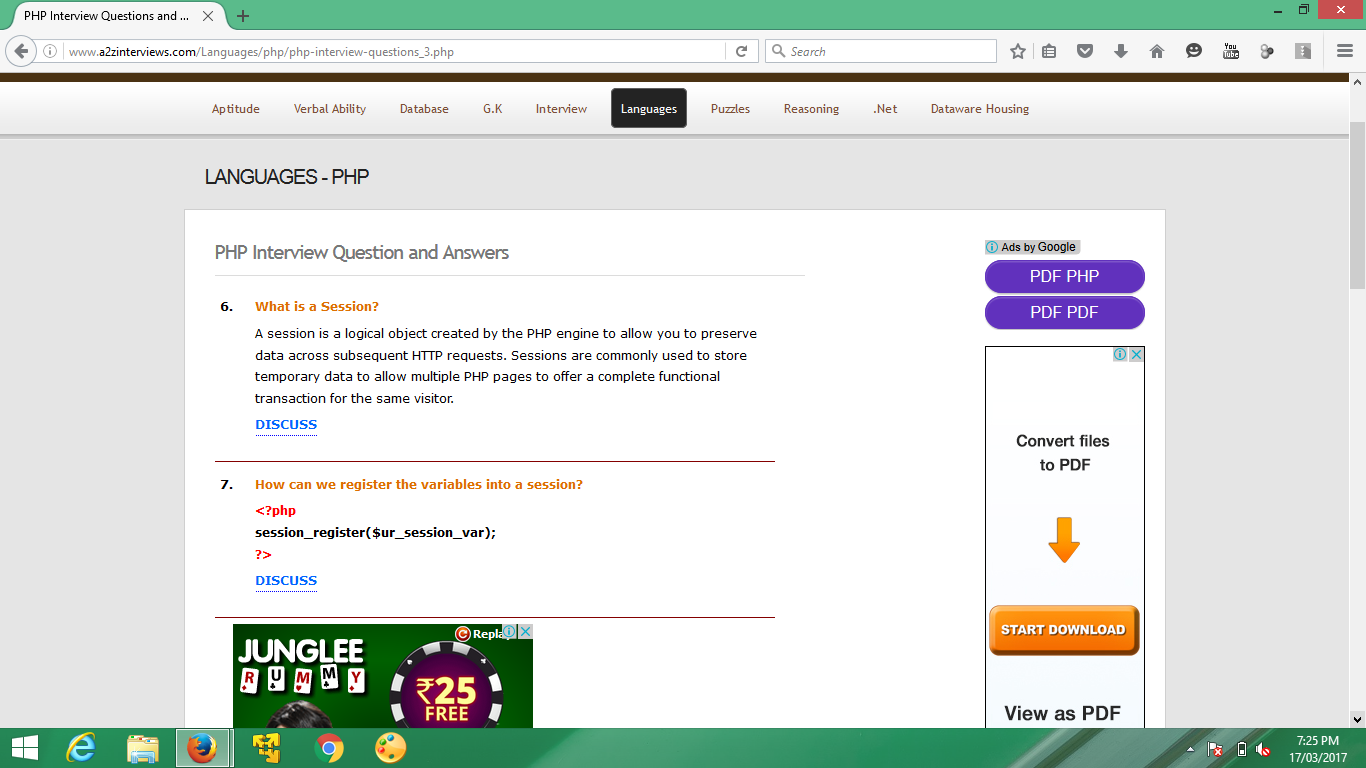 PHP Interview Questions and ...
www.a2zinterviews.com/Languages/php/php-interview-questions_3.php
Search
You
Tube
Aptitude
Verbal Ability
Database
G.K
Interview
Languages
Puzzles
Reasoning
.Net
Dataware Housing
LANGUAGES - PHP
PHP Interview Question and Answers
6. What is a Session?
A session is a logical object created by the PHP engine to allow you to preserve
data across subsequent HTTP requests. Sessions are commonly used to store
temporary data to allow multiple PHP pages to offer a complete functional
transaction for the same visitor.
DISCUSS
7. How can we register the variables into a session?
<?php
session_register($ur_session_var);
?>
DISCUSS
Replay
JUNGLEE
RUMMY
₹25
FREE
Ads by Google
PDF PHP
PDF PDF
Convert files
to PDF
START DOWNLOAD
View as PDF
7:25 PM
17/03/2017